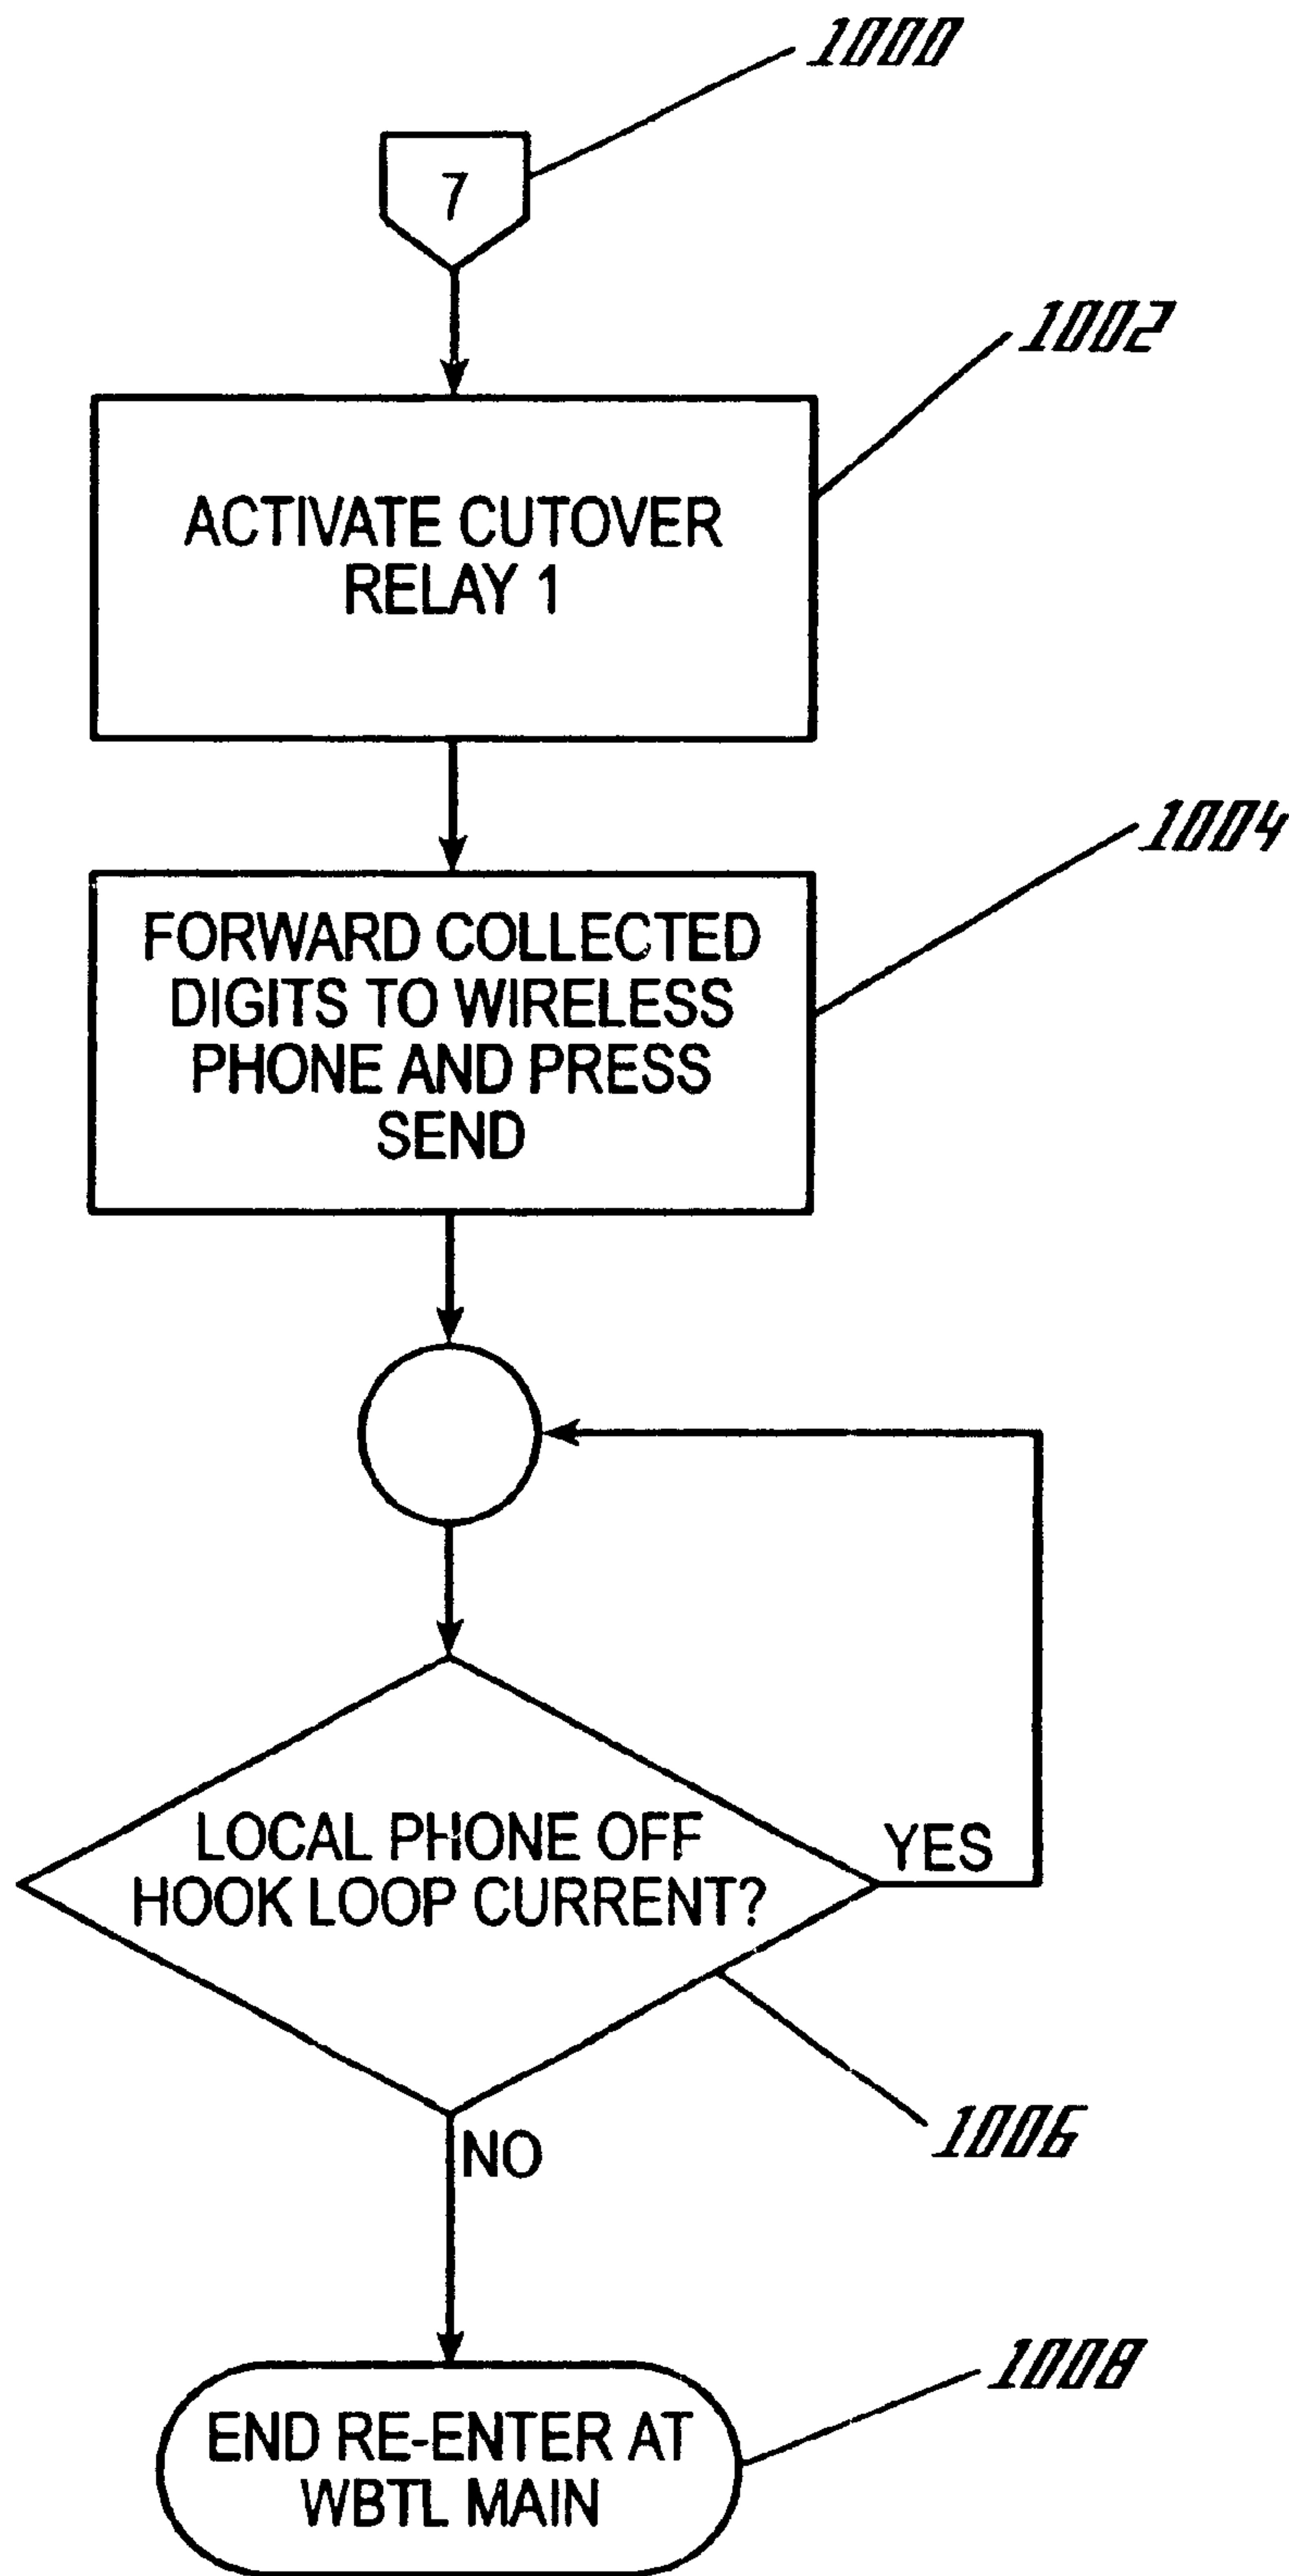 1000
7
1002
ACTIVATE CUTOVER
RELAY 1
1004
FORWARD COLLECTED
DIGITS TO WIRELESS
PHONE AND PRESS
SEND
LOCAL PHONE OFF
HOOK LOOP CURRENT?
YES
1006
NO
1008
END RE-ENTER AT
WBTL MAIN